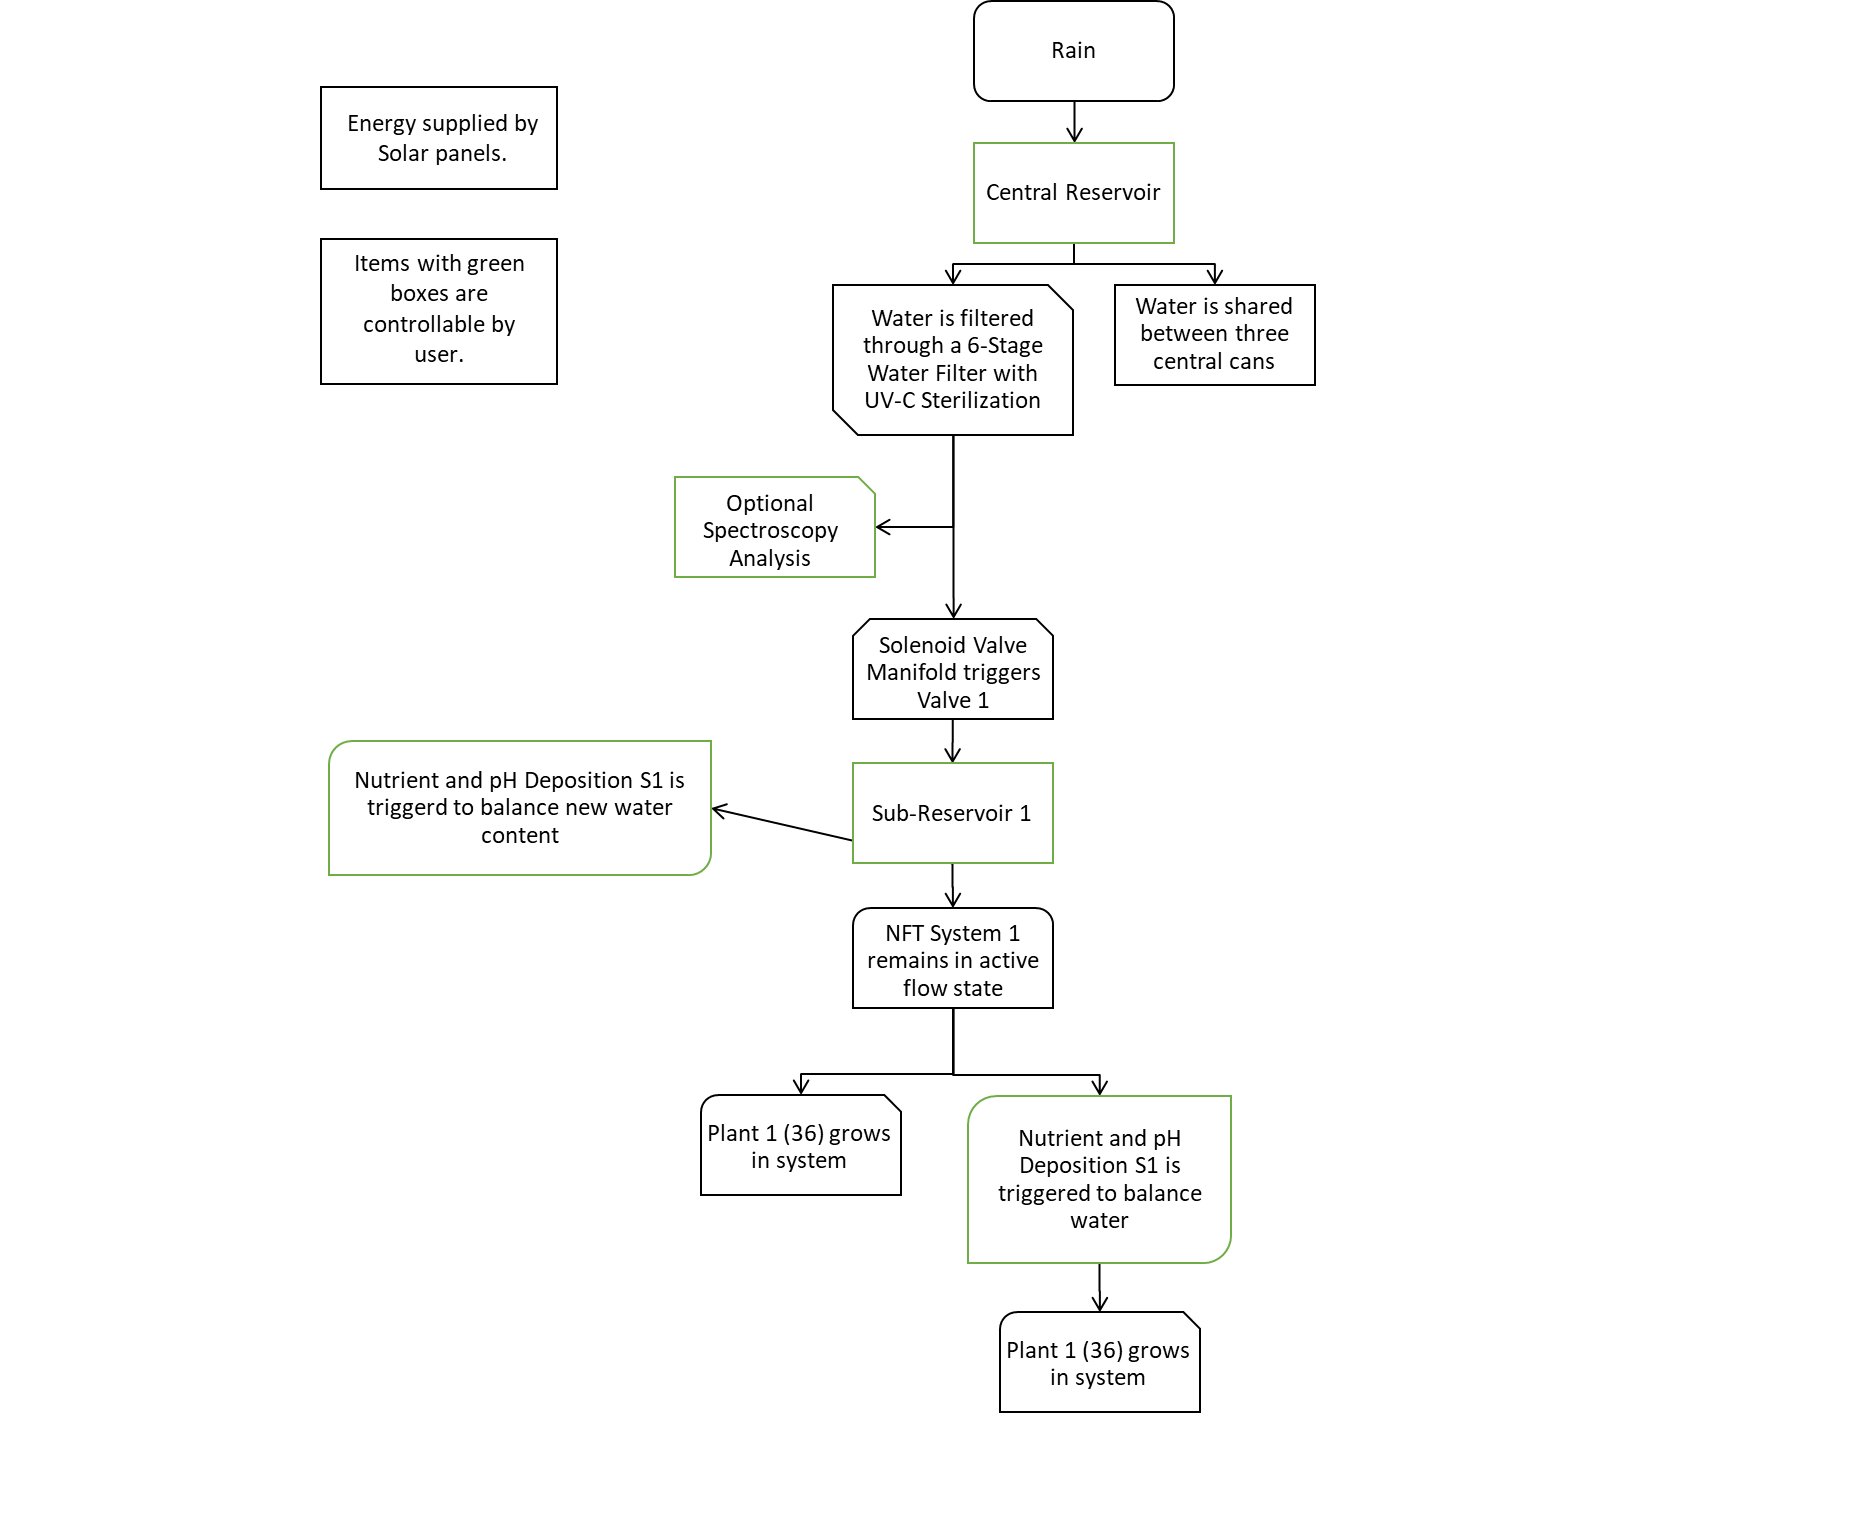 Rain
Energy supplied by
Solar panels.
Central Reservoir
Items with green
boxes are
controllable by
user.
Water is filtered
through a 6-Stage
Water Filter with
UV-C Sterilization
Water is shared
between three
central cans
Optional
Spectroscopy
Analysis
Solenoid Valve
Manifold triggers
Valve 1
Nutrient and pH Deposition S1 is
triggerd to balance new water
content
Sub-Reservoir 1
NFT System 1
remains in active
flow state
Plant 1 (36) grows
in system
Nutrient and pH
Deposition S1 is
triggered to balance
water
Plant 1 (36) grows
in system